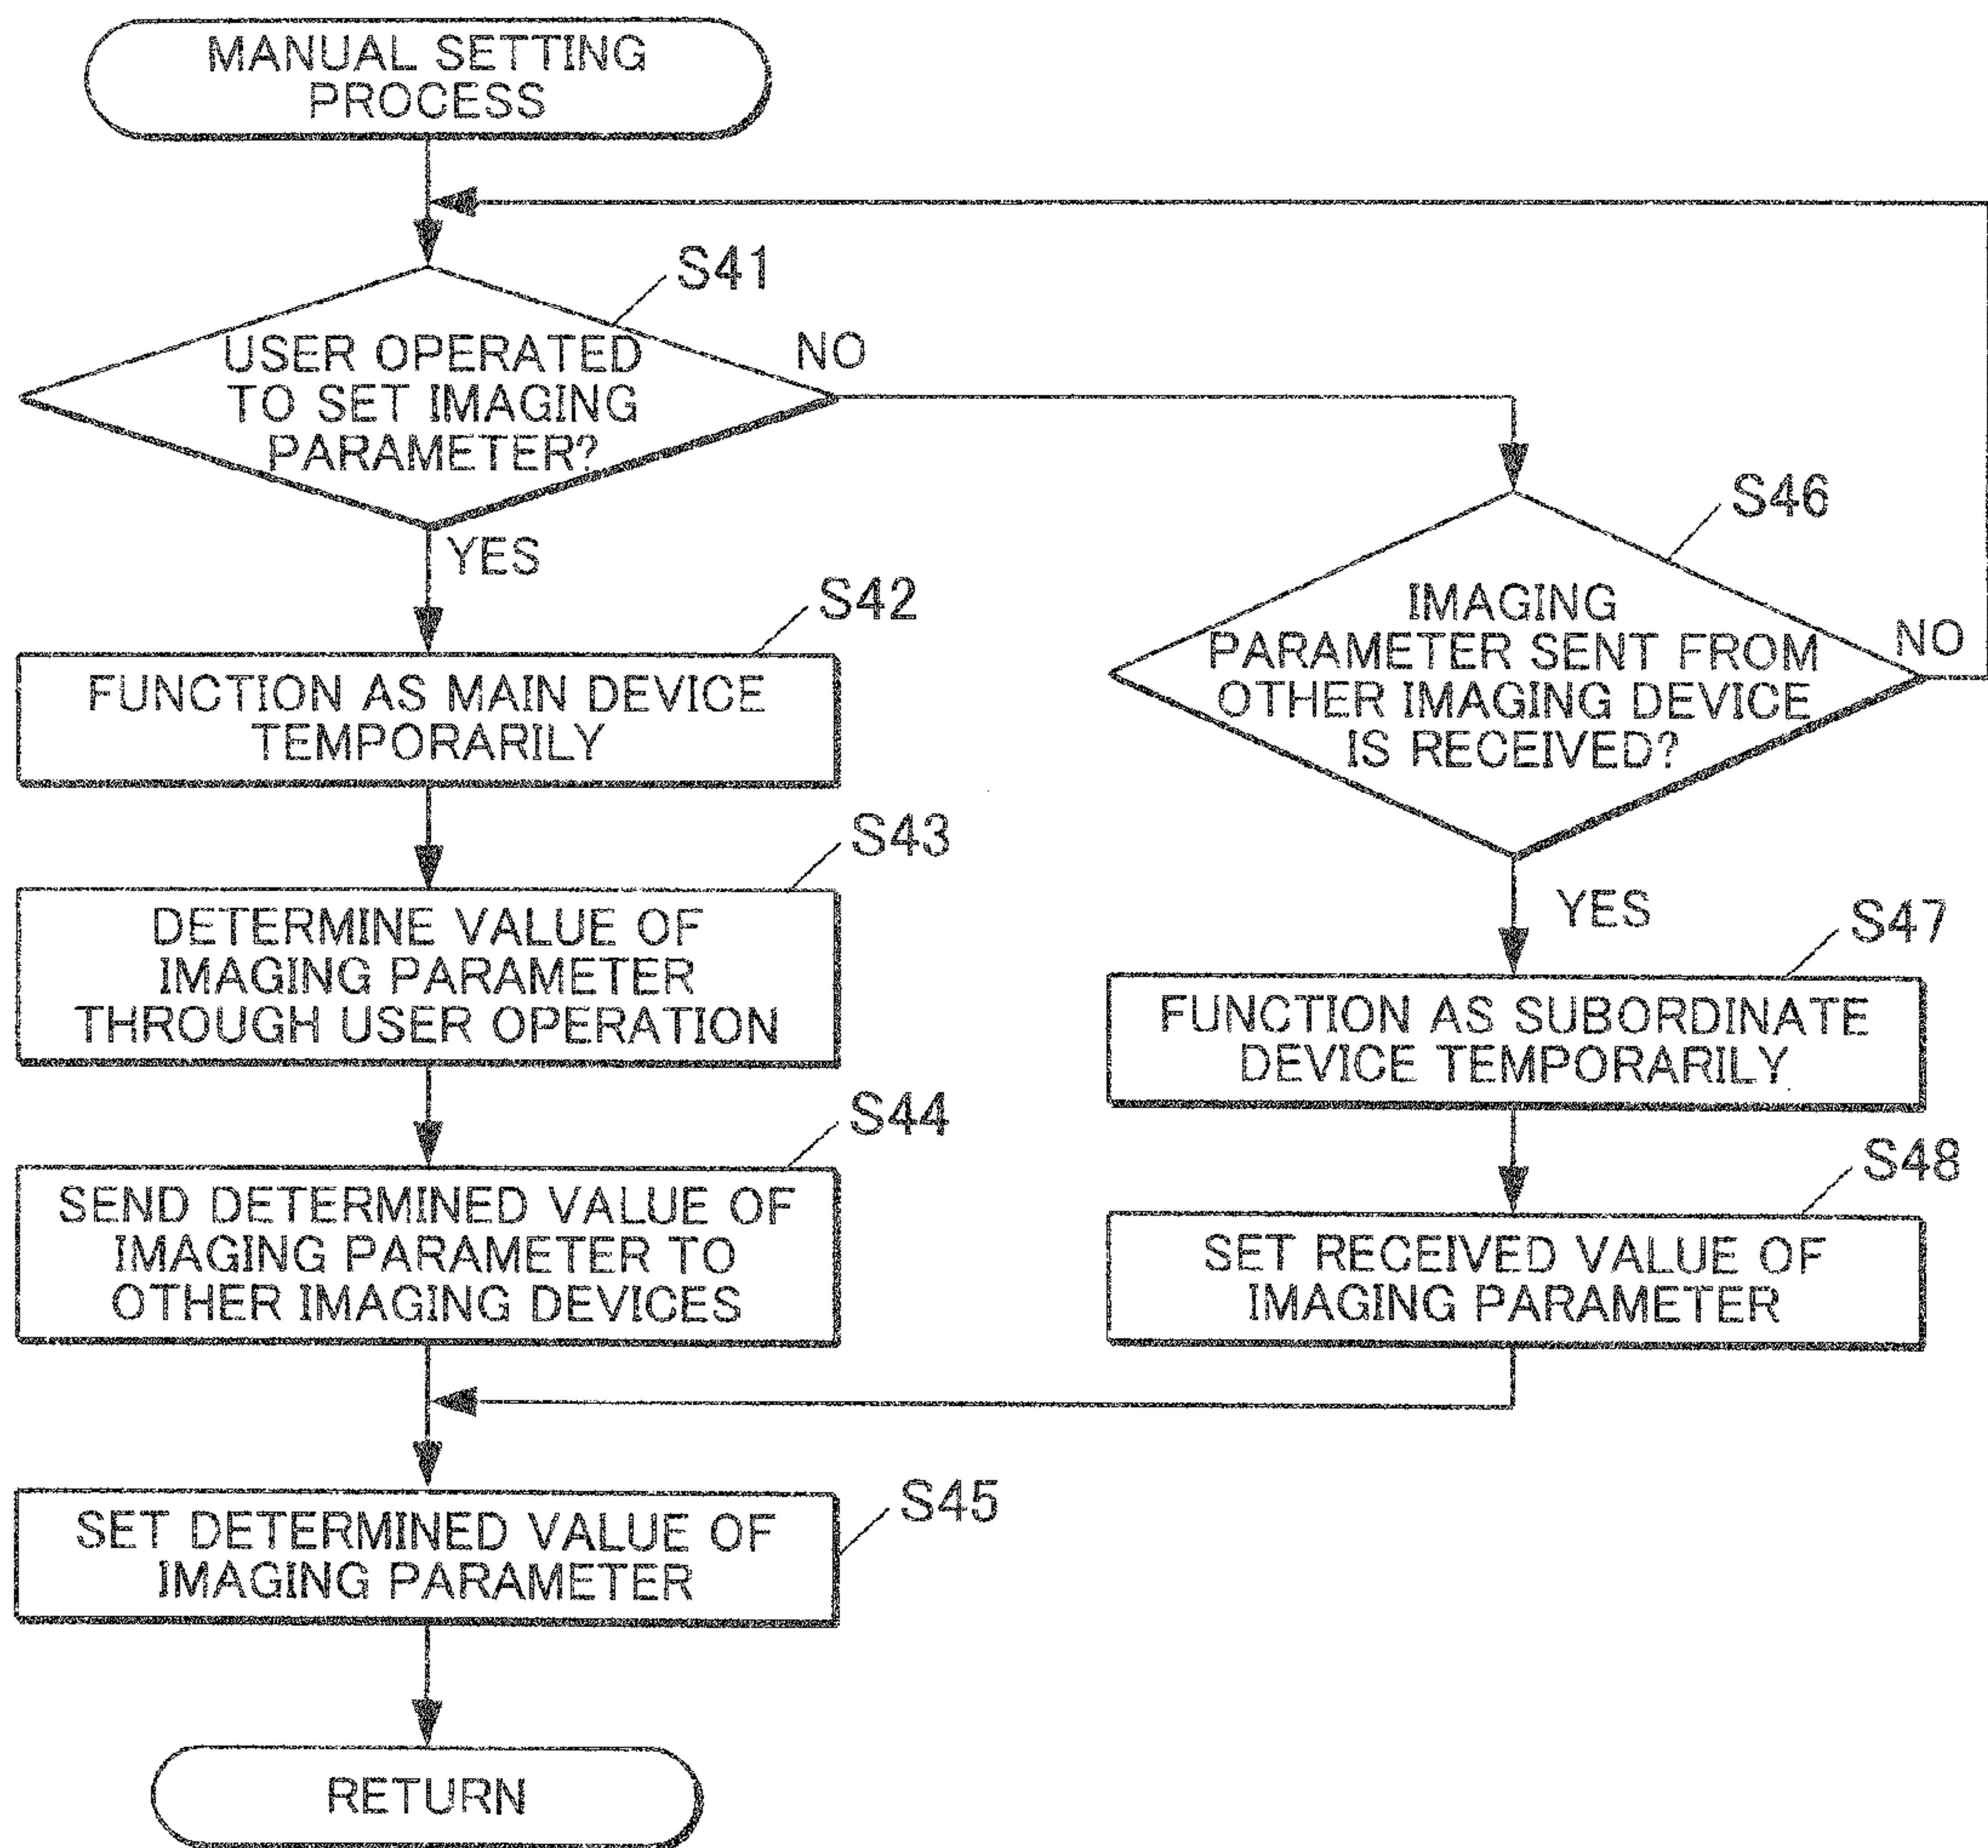 MANUAL SETTING
PROCESS
S41
USER OPERATED
TO SET IMAGING
PARAMETER?
NO
YES
S42
FUNCTION AS MAIN DEVICE
TEMPORARILY
S43
DETERMINE VALUE OF
IMAGING PARAMETER
THROUGH USER OPERATION
S44
SEND DETERMINED VALUE OF
IMAGING PARAMETER TO
OTHER IMAGING DEVICES
S45
SET DETERMINED VALUE OF
IMAGING PARAMETER
RETURN
S46
IMAGING
PARAMETER SENT FROM
OTHER IMAGING DEVICE
IS RECEIVED?
NO
YES
S47
FUNCTION AS SUBORDINATE
DEVICE TEMPORARILY
S48
SET RECEIVED VALUE OF
IMAGING PARAMETER